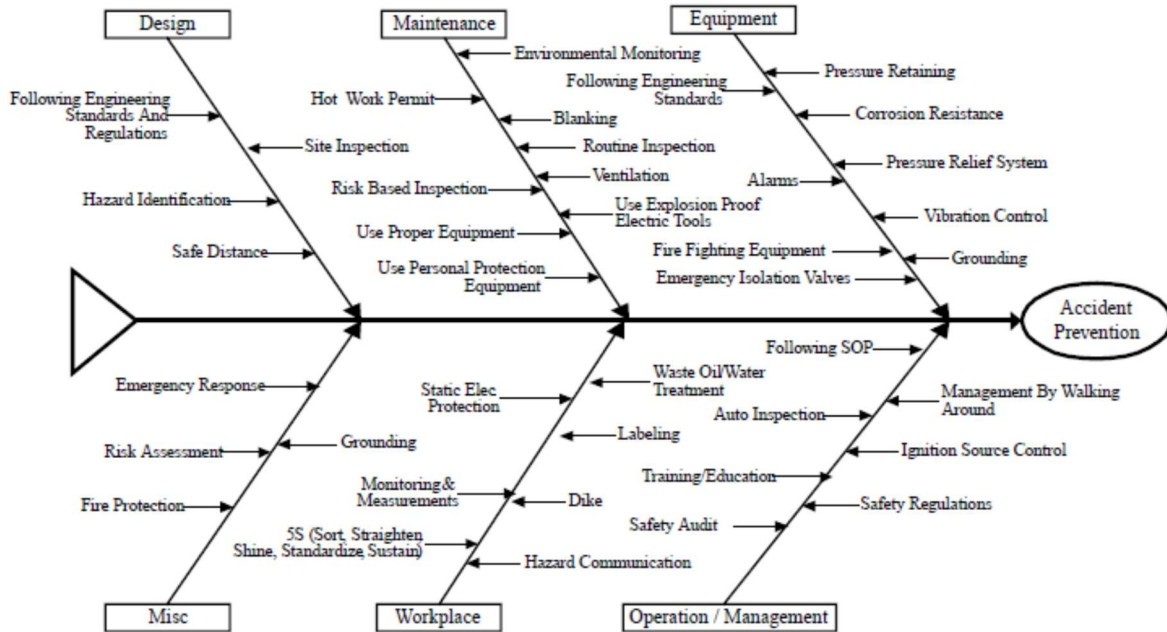 Design
Maintenance
Equipment
Environmental Monitoring
Following Engineering
Standards And
Regulations
Hot Work Permit
Following Engineering
Standards
Pressure Retaining
Blanking
Corrosion Resistance
Site Inspection
Routine Inspection
Ventilation
Pressure Relief System
Alarms
Risk Based Inspection
Hazard Identification
Use Explosion Proof
Electric Tools
Vibration Control
Use Proper Equipment
Safe Distance
Fire Fighting Equipment
Grounding
Use Personal Protection
Equipment
Emergency Isolation Valves
Accident
Prevention
Following SOP
Emergency Response
Static Elec.
Protection
Waste Oil/Water
Treatment
Management By Walking
Around
Auto Inspection
Grounding
Labeling
Risk Assessment
Ignition Source Control
Training/Education
Monitoring &
Measurements
Dike
Fire Protection
Safety Regulations
Safety Audit
5S (Sort, Straighten
Shine, Standardize, Sustain)
Hazard Communication
Misc
Workplace
Operation / Management